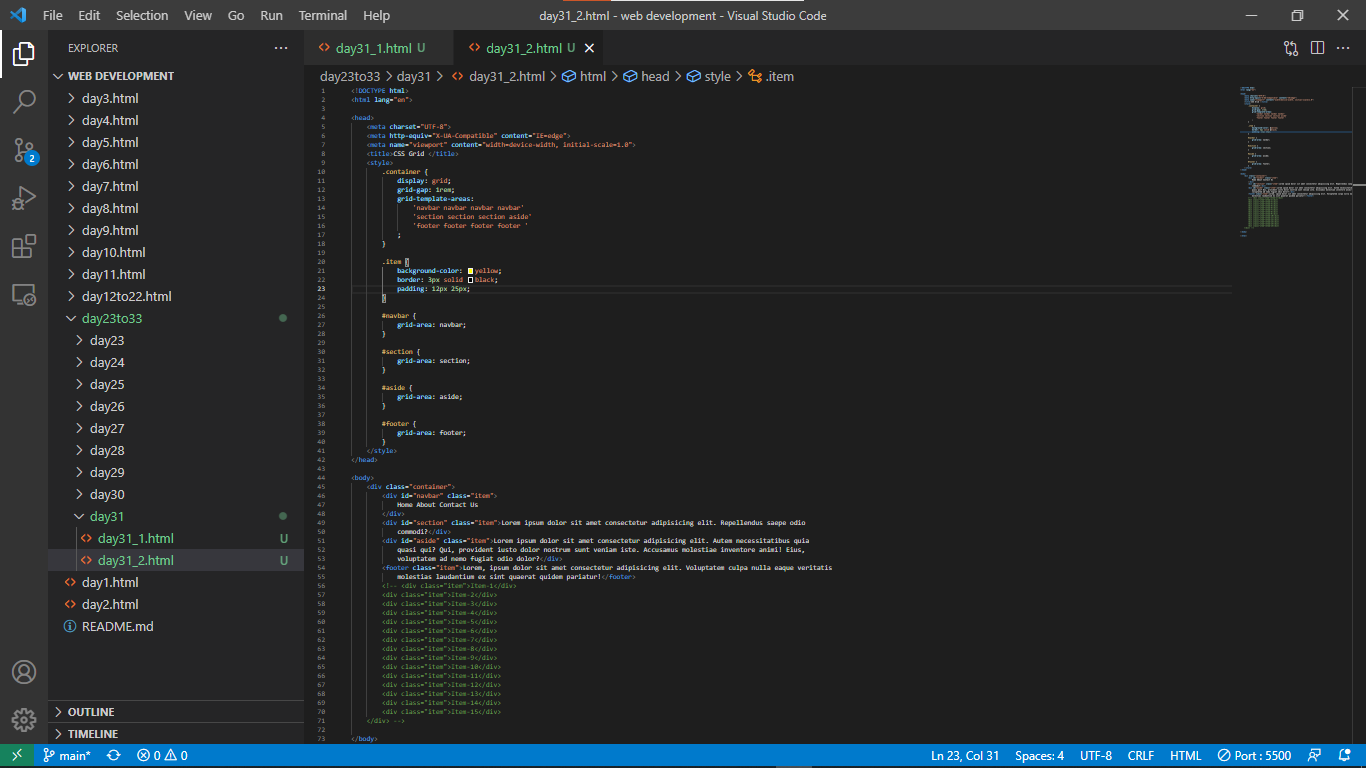 File Edit Selection View Go Run Terminal Help
day31_2.html - web development - Visual Studio Code
EXPLORER
WEB DEVELOPMENT
day3.html
day4.html
day5.html
day6.html
day7.html
day8.html
day9.html
day10.html
day11.html
day12to22.html
day23to33
day23
day24
day25
day26
day27
day28
day29
day30
day31
day31_1.html U
day31_2.html U
day1.html
day2.html
README.md
OUTLINE
TIMELINE
2
day31_1.html U
day31_2.html U
day23to33 > day31 > day31_2.html > html > head > style > .item
1 <!DOCTYPE html>
2 <html lang="en">
3
4 <head>
5 <meta charset="UTF-8">
6 <meta http-equiv="X-UA-Compatible" content="IE=edge">
7 <meta name="viewport" content="width=device-width, initial-scale=1.0">
8 <title>CSS Grid </title>
9 <style>
10 .container {
11 display: grid;
12 grid-gap: 1rem;
13 grid-template-areas:
14 'navbar navbar navbar navbar'
15 'section section section aside'
16 'footer footer footer footer '
17 ;
18 }
19
20 .item {
21 background-color: yellow;
22 border: 3px solid black;
23 padding: 12px 25px;
24 }
25
26 #navbar {
27 grid-area: navbar;
28 }
29
30 #section {
31 grid-area: section;
32 }
33
34 #aside {
35 grid-area: aside;
36 }
37
38 #footer {
39 grid-area: footer;
40 }
41 </style>
42 </head>
43
44 <body>
45 <div class="container">
46 <div id="navbar" class="item">
47 Home About Contact Us
48 </div>
49 <div id="section" class="item">Lorem ipsum dolor sit amet consectetur adipisicing elit. Repellendus saepe odio
50 commodi?</div>
51 <div id="aside" class="item">Lorem ipsum dolor sit amet consectetur adipisicing elit. Autem necessitatibus quia
52 quasi qui? Qui, provident iusto dolor nostrum sunt veniam iste. Accusamus molestiae inventore animi! Eius,
53 voluptatem ad nemo fugiat odio dolor?</div>
54 <footer class="item">Lorem, ipsum dolor sit amet consectetur adipisicing elit. Voluptatem culpa nulla eaque veritatis
55 molestias laudantium ex sint quaerat quidem pariatur!</footer>
56 <!-- <div class="item">Item-1</div>
57 <div class="item">Item-2</div>
58 <div class="item">Item-3</div>
59 <div class="item">Item-4</div>
60 <div class="item">Item-5</div>
61 <div class="item">Item-6</div>
62 <div class="item">Item-7</div>
63 <div class="item">Item-8</div>
64 <div class="item">Item-9</div>
65 <div class="item">Item-10</div>
66 <div class="item">Item-11</div>
67 <div class="item">Item-12</div>
68 <div class="item">Item-13</div>
69 <div class="item">Item-14</div>
70 <div class="item">Item-15</div>
71 </div> -->
72
73 </body>
main* 0 0 Ln 23, Col 31 Spaces: 4 UTF-8 CRLF HTML Port : 5500